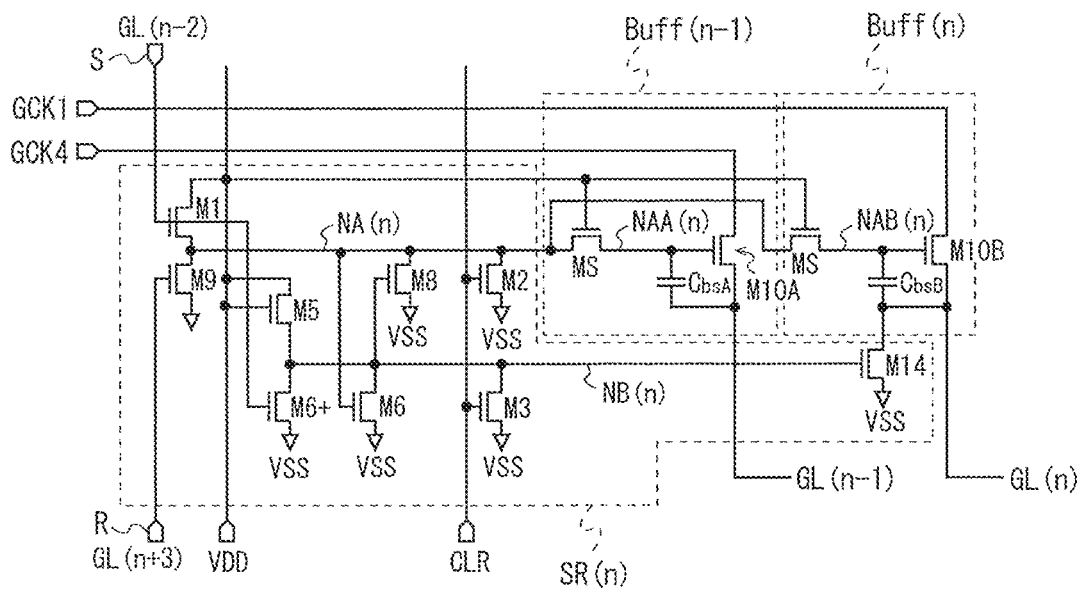 GL(n-2)
S
Buff(n-1)
Buff(n)
GCK1
GCK4
M1
NA(n)
NAA(n)
NAB(n)
M9
M5
M8
M2
MS
CbsA
M10A
MS
CbsB
M10B
VSS
VSS
M14
NB(n)
M6+
M6
M3
VSS
VSS
VSS
VSS
GL(n-1)
GL(n)
R
GL(n+3)
VDD
CLR
SR(n)